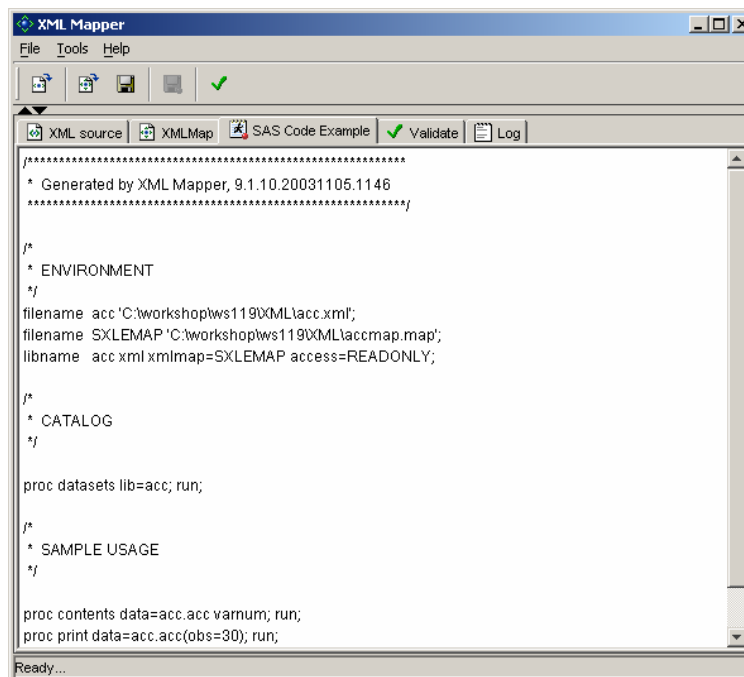 XML Mapper
File Tools Help
XML source XMLMap SAS Code Example Validate Log
/************************************************************
* Generated by XML Mapper, 9.1.10.20031105.1146
************************************************************/
/*
* ENVIRONMENT
*/
filename acc 'C:\workshop\ws119\XML\acc.xml';
filename SXLEMAP 'C:\workshop\ws119\XML\accmap.map';
libname acc xml xmlmap=SXLEMAP access=READONLY;
/*
* CATALOG
*/
proc datasets lib=acc; run;
/*
* SAMPLE USAGE
*/
proc contents data=acc.acc varnum; run;
proc print data=acc.acc(obs=30); run;
Ready...